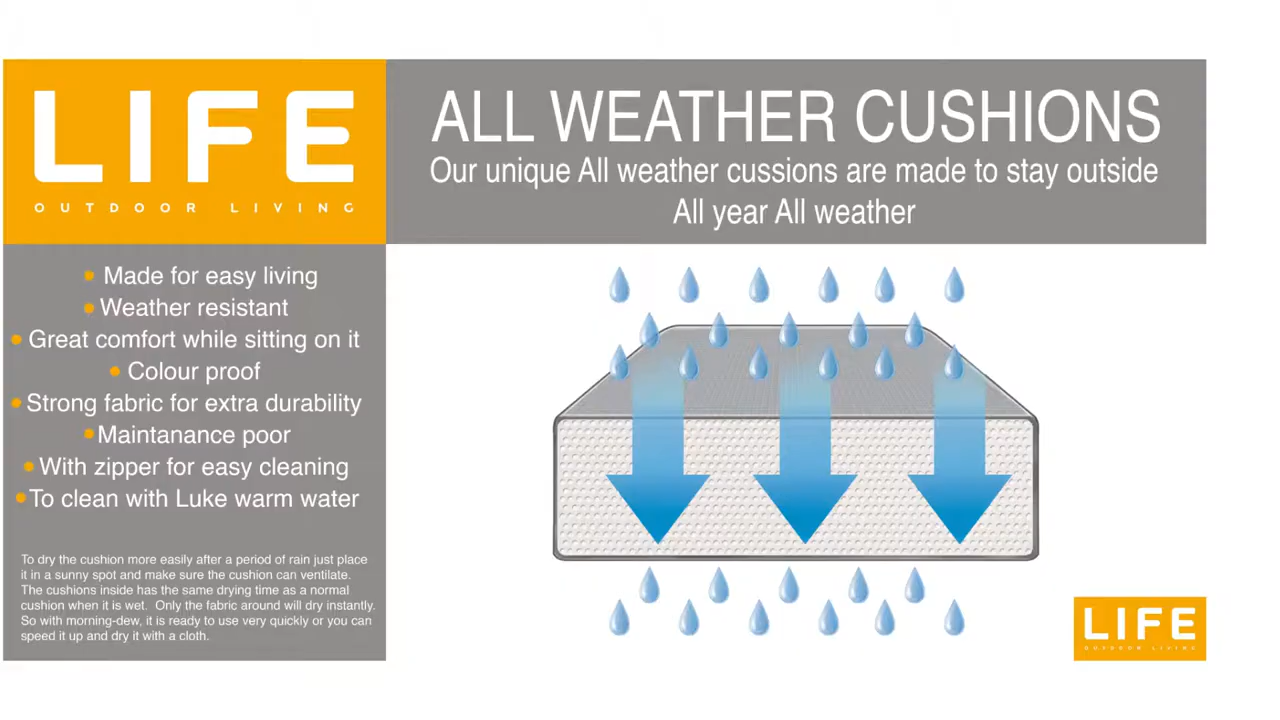 LIFE
OUTDOOR LIVING
ALL WEATHER CUSHIONS
Our unique All weather cussions are made to stay outside
All year All weather
• Made for easy living
• Weather resistant
• Great comfort while sitting on it
• Colour proof
• Strong fabric for extra durability
• Maintanance poor
• With zipper for easy cleaning
• To clean with Luke warm water
To dry the cushion more easily after a period of rain just place
it in a sunny spot and make sure the cushion can ventilate.
The cushions inside has the same drying time as a normal
cushion when it is wet.  Only the fabric around will dry instantly.
So with morning-dew, it is ready to use very quickly or you can
speed it up and dry it with a cloth.
LIFE
OUTDOOR LIVING